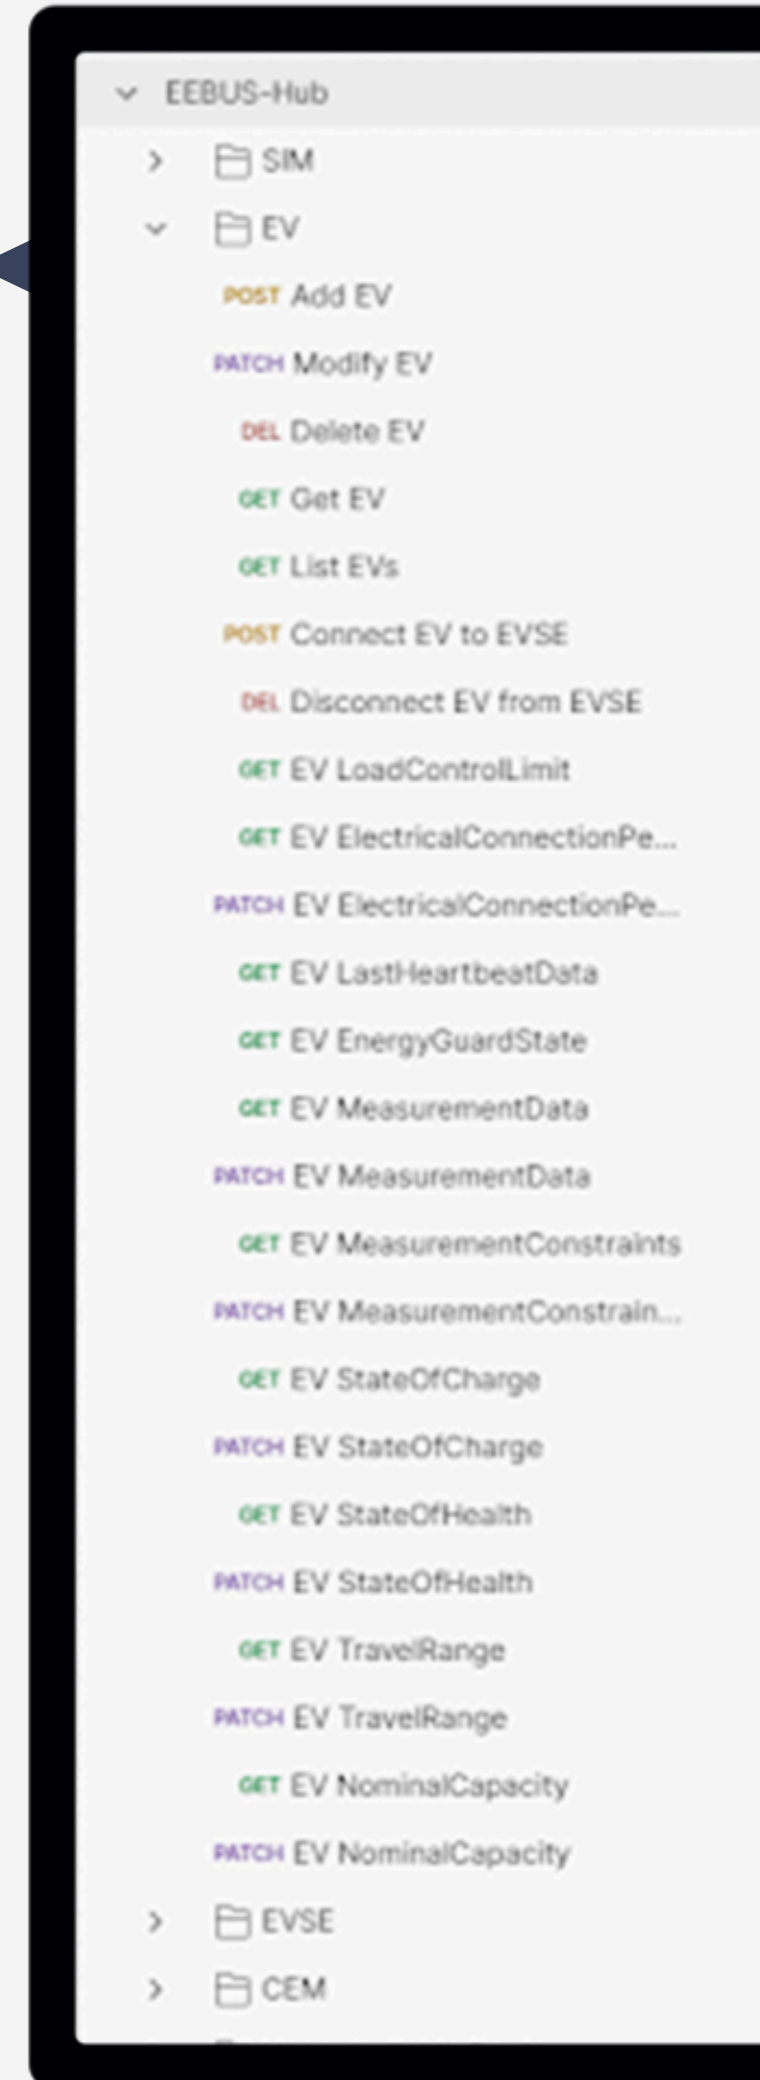 EEBUS-Hub
SIM
EV
POST Add EV
PATCH Modify EV
DEL Delete EV
GET Get EV
GET List EVs
POST Connect EV to EVSE
DEL Disconnect EV from EVSE
GET EV LoadControlLimit
GET EV ElectricalConnectionPe...
PATCH EV ElectricalConnectionPe...
GET EV LastHeartbeatData
GET EV EnergyGuardState
GET EV MeasurementData
PATCH EV MeasurementData
GET EV MeasurementConstraints
PATCH EV MeasurementConstrain...
GET EV StateOfCharge
PATCH EV StateOfCharge
GET EV StateOfHealth
PATCH EV StateOfHealth
GET EV TravelRange
PATCH EV TravelRange
GET EV NominalCapacity
PATCH EV NominalCapacity
EVSE
CEM